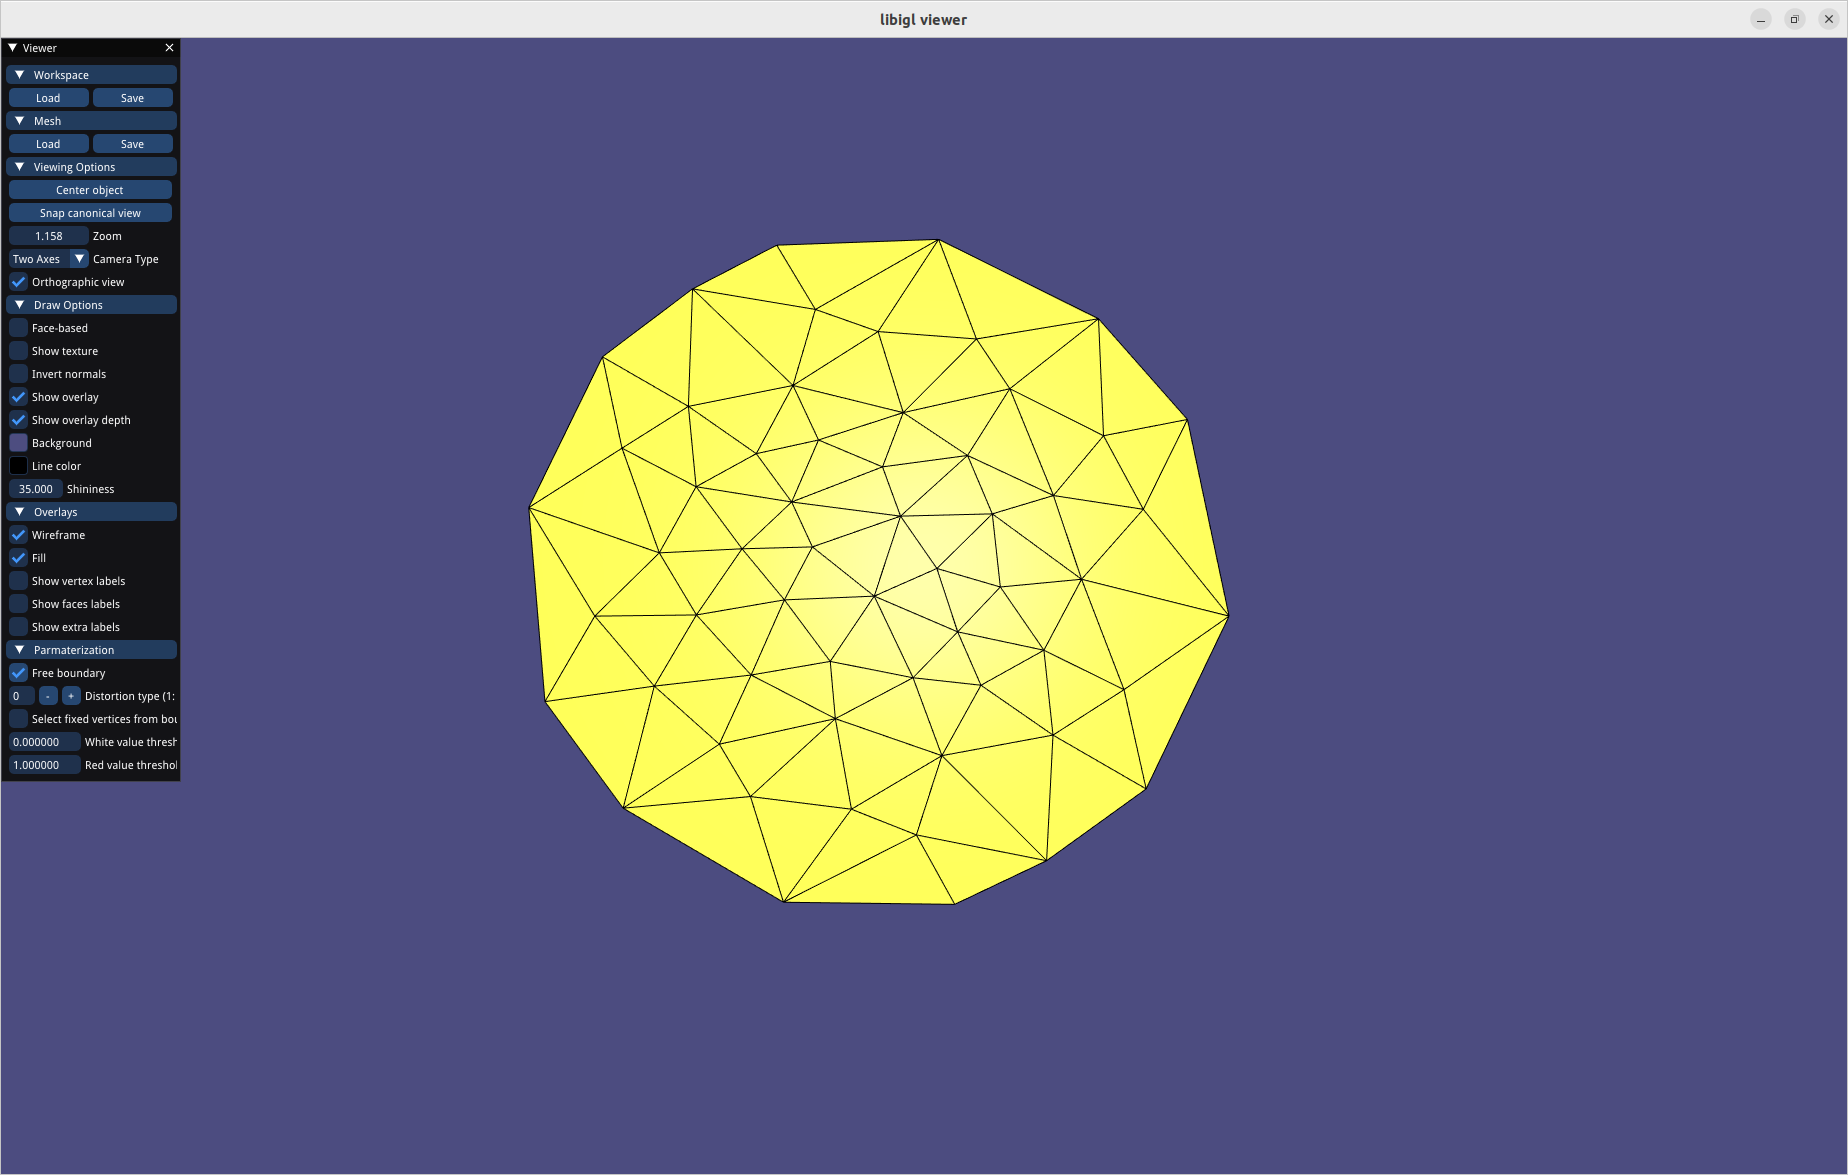 libigl viewer
Viewer
Workspace
Load Save
Mesh
Load Save
Viewing Options
Center object
Snap canonical view
1.158 Zoom
Two Axes Camera Type
Orthographic view
Draw Options
Face-based
Show texture
Invert normals
Show overlay
Show overlay depth
Background
Line color
35.000 Shininess
Overlays
Wireframe
Fill
Show vertex labels
Show faces labels
Show extra labels
Parmaterization
Free boundary
0 - + Distortion type (1:
Select fixed vertices from bou
0.000000 White value thresh
1.000000 Red value threshol